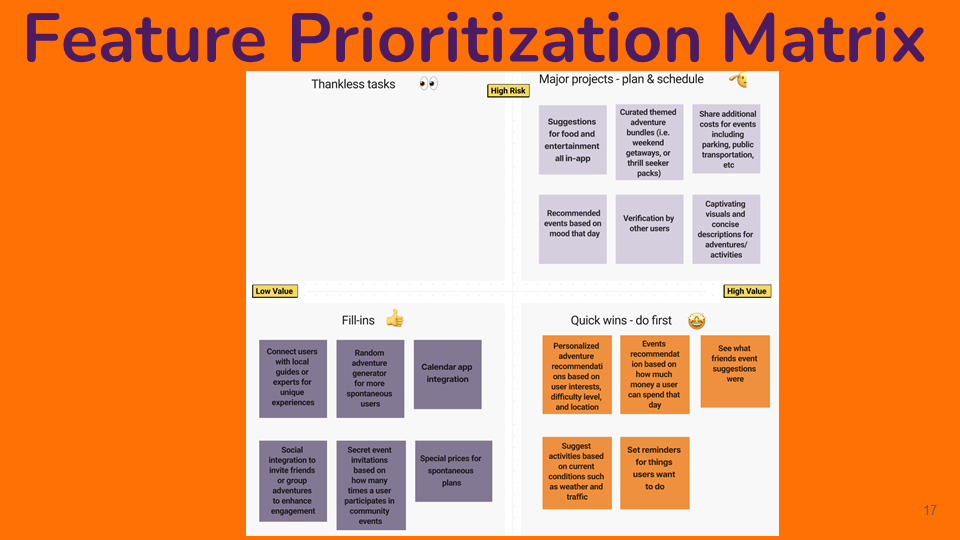 Feature Prioritization Matrix
Thankless tasks
High Risk
Major projects - plan & schedule
Suggestions
for food and
entertainment
all in-app
Curated themed
adventure
bundles (i.e.
weekend
getaways, or
thrill seeker
packs)
Share additional
costs for events
including
parking, public
transportation,
etc
Recommended
events based on
mood that day
Verification by
other users
Captivating
visuals and
concise
descriptions for
adventures/
activities
Low Value
High Value
Fill-ins
Connect users
with local
guides or
experts for
unique
experiences
Random
adventure
generator
for more
spontaneous
users
Calendar app
integration
Social
integration to
invite friends
or group
adventures
to enhance
engagement
Secret event
invitations
based on
how many
times a user
participates in
community
events
Special prices for
spontaneous
plans
Quick wins - do first
Personalized
adventure
recommendati
ons based on
user interests,
difficulty level,
and location
Events
recommendat
ion based on
how much
money a user
can spend that
day
See what
friends event
suggestions
were
Suggest
activities based
on current
conditions such
as weather and
traffic
Set reminders
for things
users want
to do
17